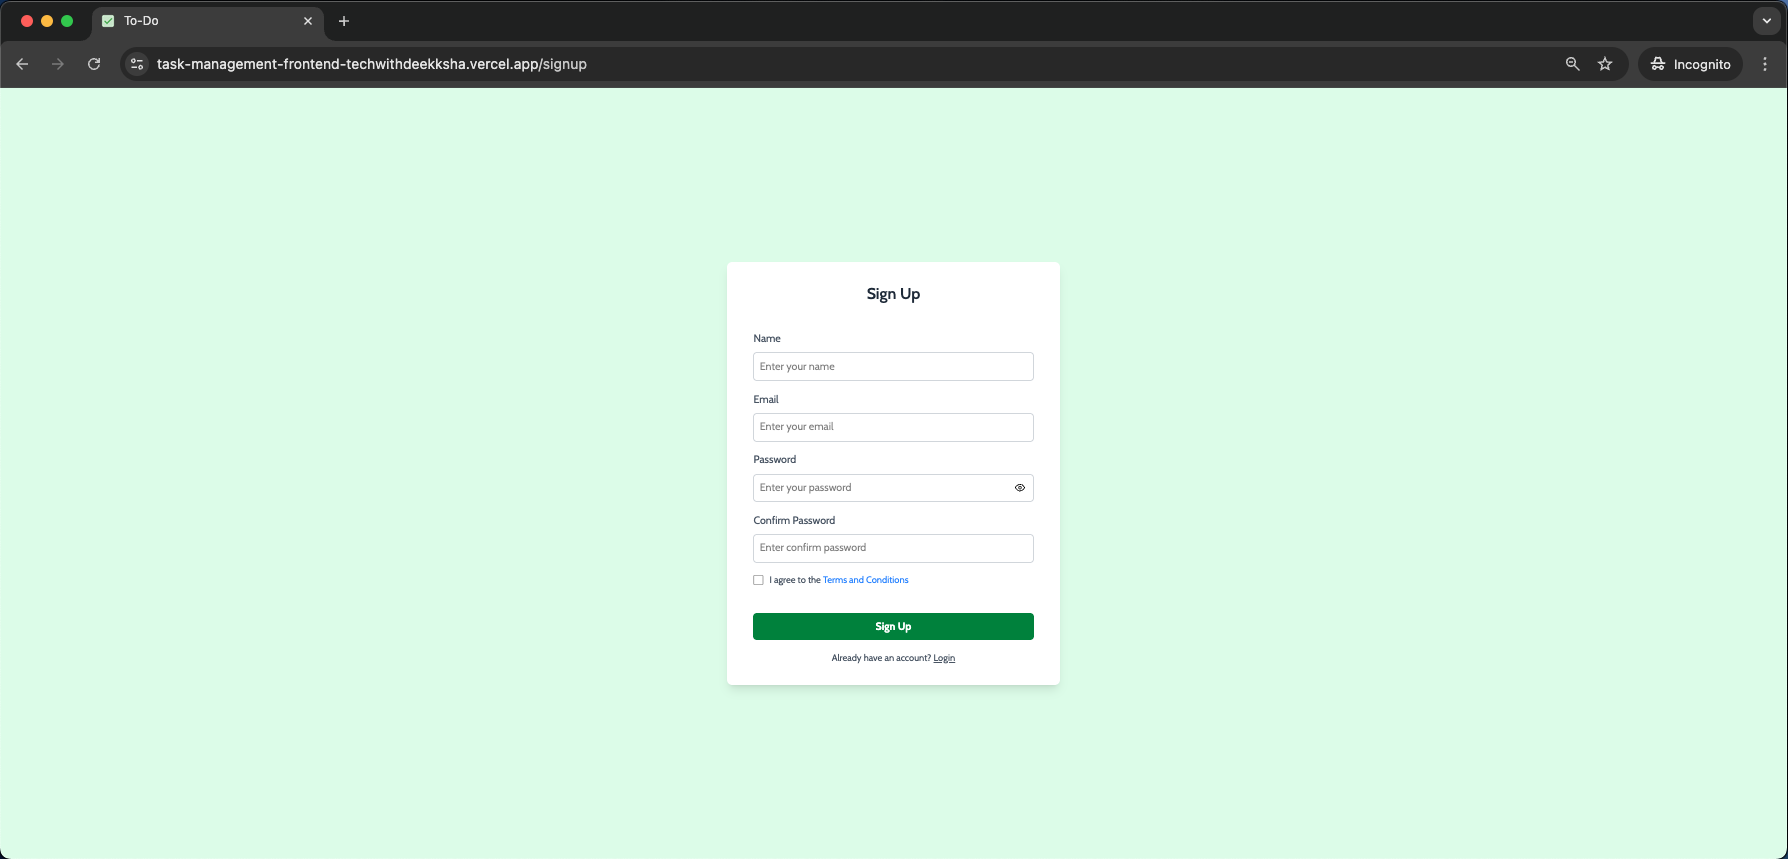 To-Do
task-management-frontend-techwithdeekksha.vercel.app/signup
Incognito
Sign Up
Name
Enter your name
Email
Enter your email
Password
Enter your password
Confirm Password
Enter confirm password
I agree to the Terms and Conditions
Sign Up
Already have an account? Login